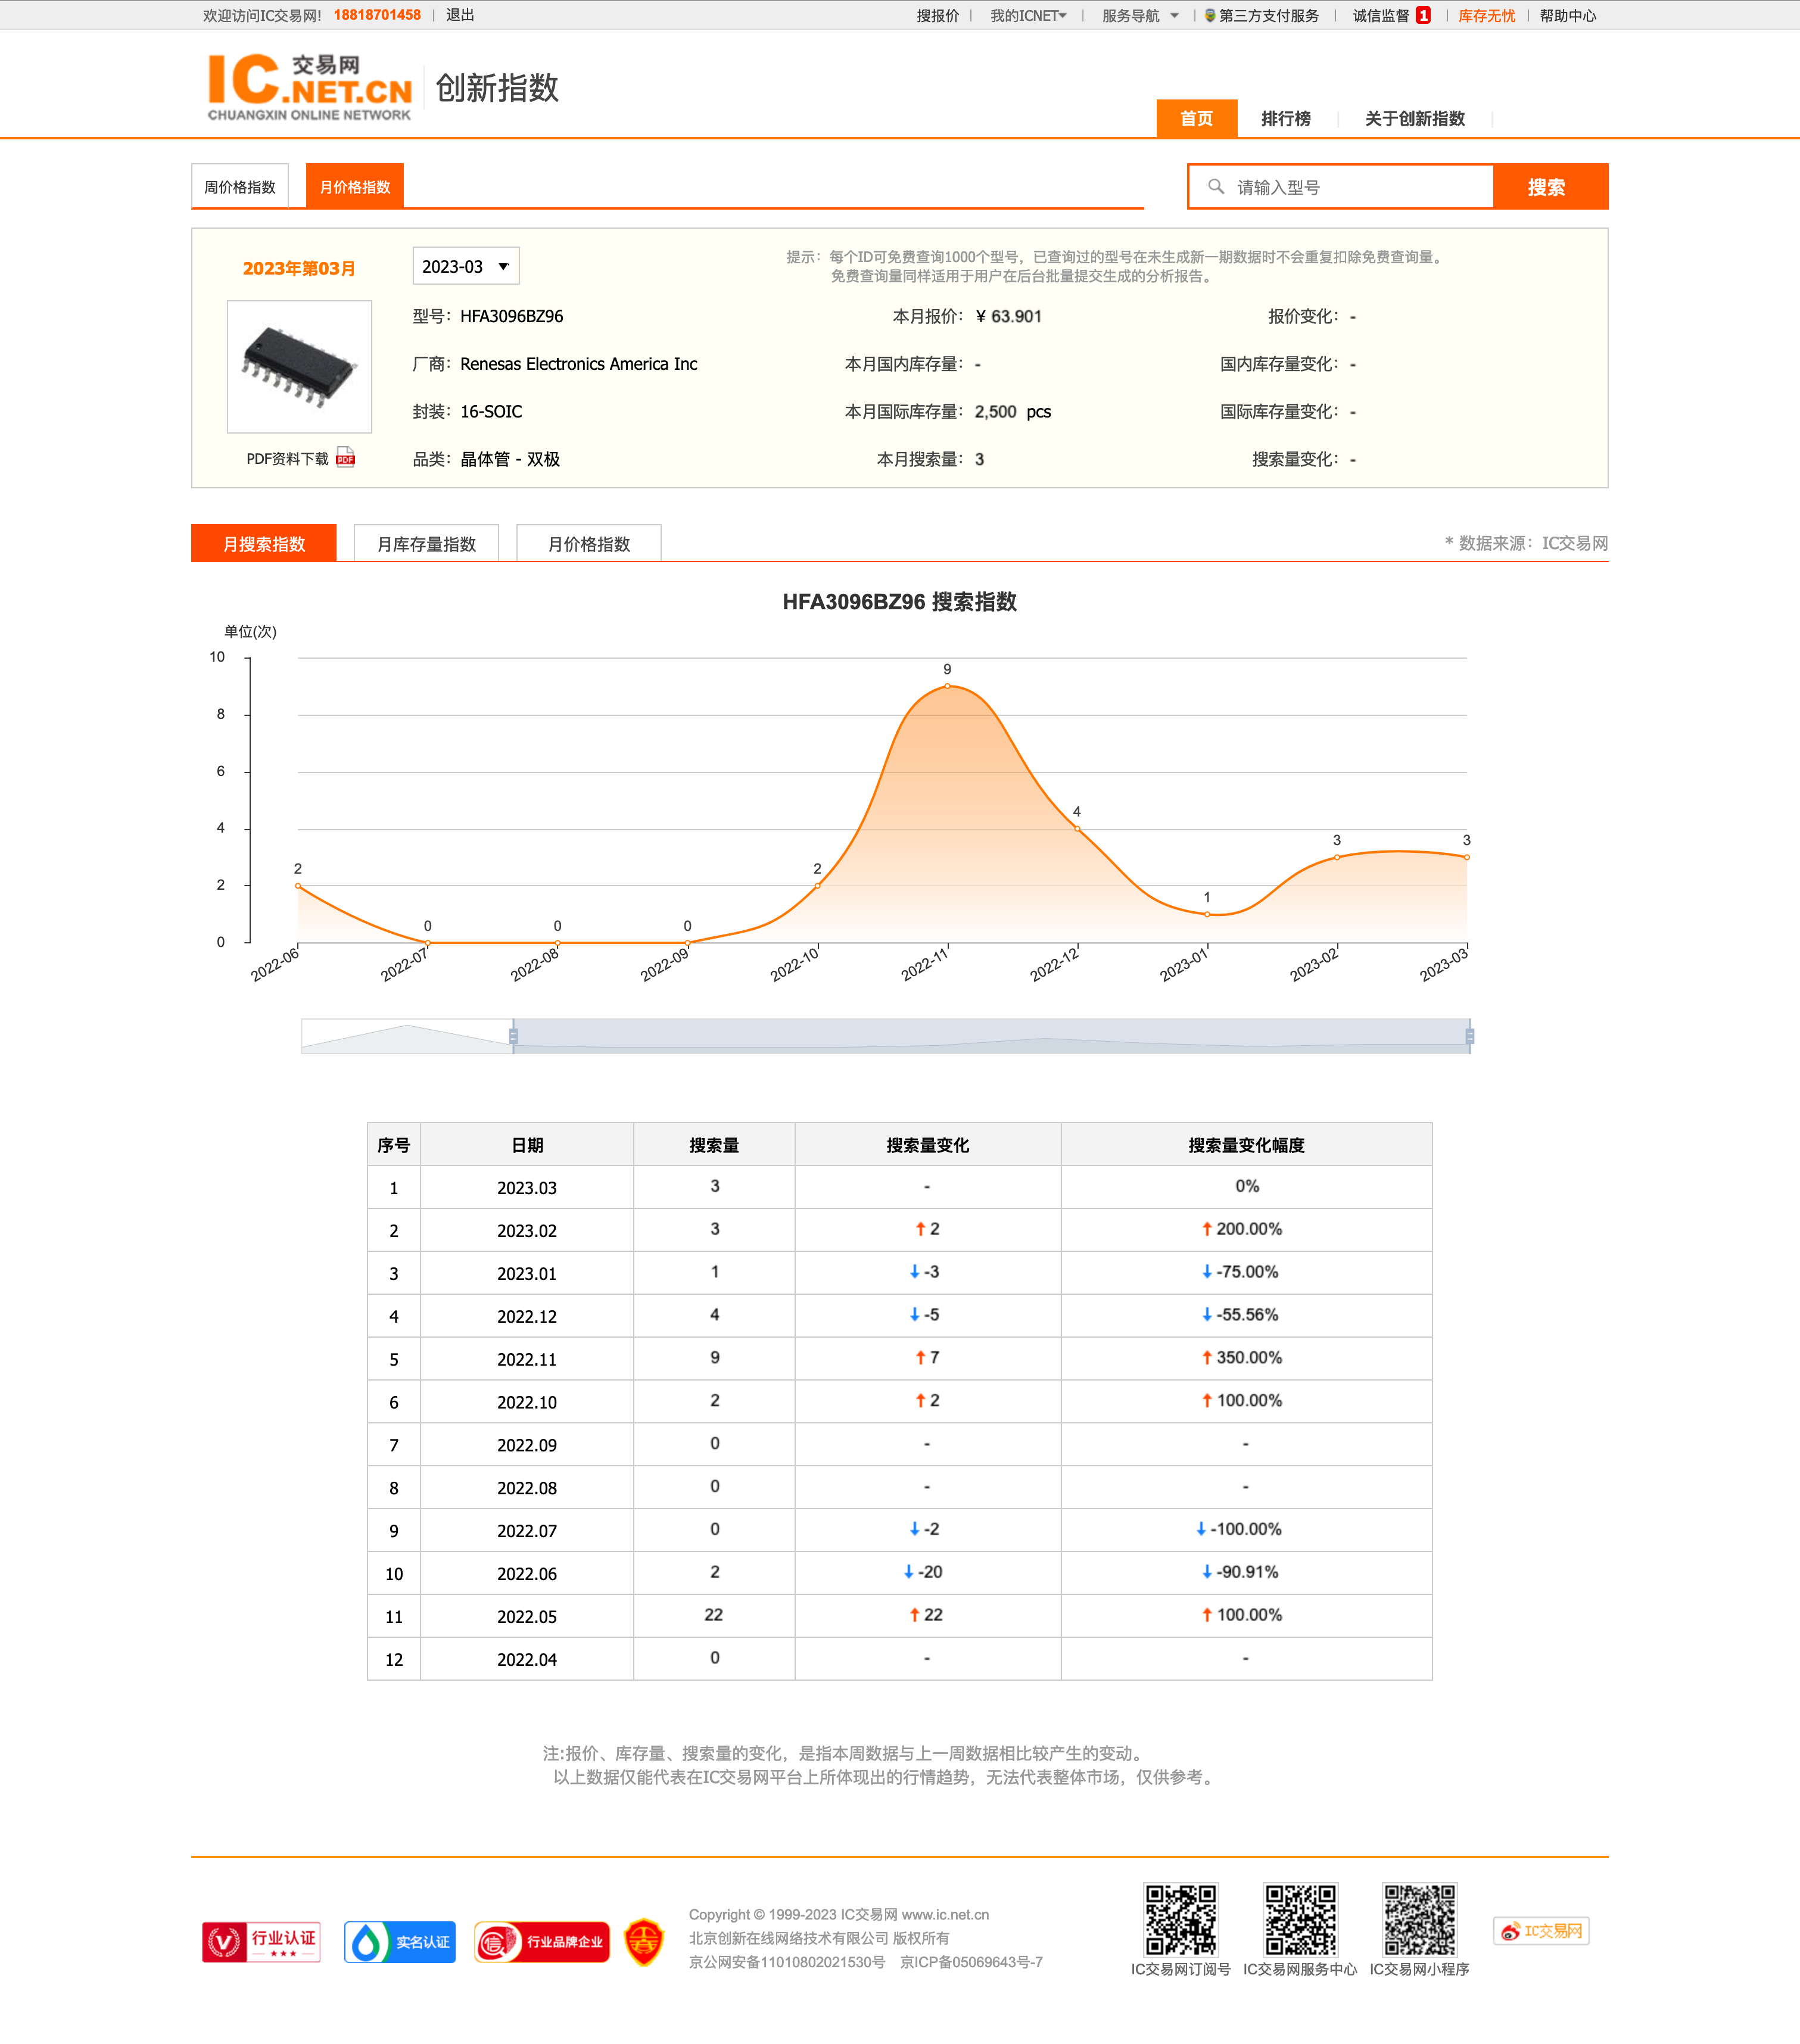 欢迎访问IC交易网! 18818701458 | 退出 搜报价 | 我的ICNET | 服务导航 | 第三方支付服务 | 诚信监督 1 | 库存无忧 | 帮助中心
IC 交易网 .NET.CN
CHUANGXIN ONLINE NETWORK
创新指数
首页 排行榜 关于创新指数
周价格指数 月价格指数 请输入型号 搜索
2023年第03月 2023-03
提示：每个ID可免费查询1000个型号，已查询过的型号在未生成新一期数据时不会重复扣除免费查询量。
免费查询量同样适用于用户在后台批量提交生成的分析报告。
型号：HFA3096BZ96 本月报价：¥ 63.901 报价变化：-
厂商：Renesas Electronics America Inc 本月国内库存量：- 国内库存量变化：-
封装：16-SOIC 本月国际库存量：2,500 pcs 国际库存量变化：-
PDF资料下载 PDF 品类：晶体管 - 双极 本月搜索量：3 搜索量变化：-
月搜索指数 月库存量指数 月价格指数 * 数据来源：IC交易网
HFA3096BZ96 搜索指数
单位(次)
10
8
6
4
2
0
2 0 0 0 2 9 4 1 3 3
2022-06 2022-07 2022-08 2022-09 2022-10 2022-11 2022-12 2023-01 2023-02 2023-03
序号 日期 搜索量 搜索量变化 搜索量变化幅度
1 2023.03 3 - 0%
2 2023.02 3 ↑ 2 ↑ 200.00%
3 2023.01 1 ↓ -3 ↓ -75.00%
4 2022.12 4 ↓ -5 ↓ -55.56%
5 2022.11 9 ↑ 7 ↑ 350.00%
6 2022.10 2 ↑ 2 ↑ 100.00%
7 2022.09 0 - -
8 2022.08 0 - -
9 2022.07 0 ↓ -2 ↓ -100.00%
10 2022.06 2 ↓ -20 ↓ -90.91%
11 2022.05 22 ↑ 22 ↑ 100.00%
12 2022.04 0 - -
注:报价、库存量、搜索量的变化，是指本周数据与上一周数据相比较产生的变动。
以上数据仅能代表在IC交易网平台上所体现出的行情趋势，无法代表整体市场，仅供参考。
V 行业认证 实名认证 信 行业品牌企业
Copyright © 1999-2023 IC交易网 www.ic.net.cn
北京创新在线网络技术有限公司 版权所有
京公网安备11010802021530号 京ICP备05069643号-7
IC交易网订阅号 IC交易网服务中心 IC交易网小程序
IC交易网